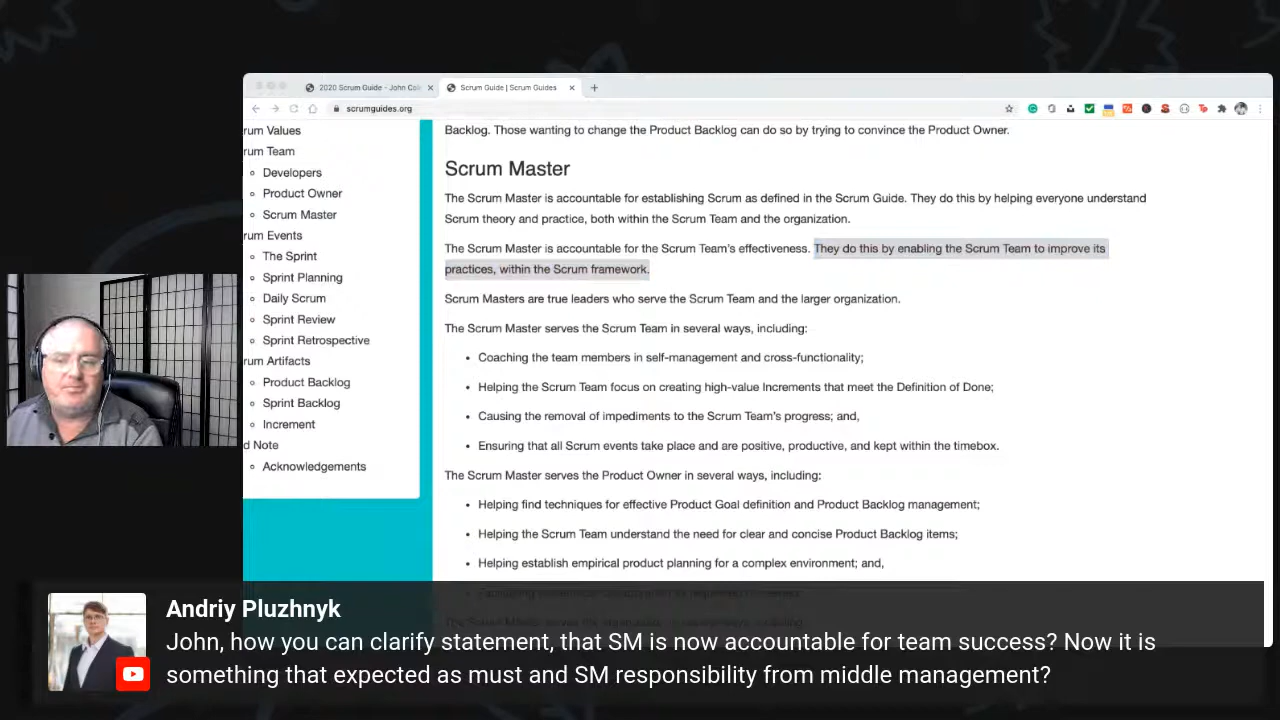 2020 Scrum Guide - John Col
Scrum Guide | Scrum Guides
scrumguides.org
rum Values
rum Team
Developers
Product Owner
Scrum Master
rum Events
The Sprint
Sprint Planning
Daily Scrum
Sprint Review
Sprint Retrospective
rum Artifacts
Product Backlog
Sprint Backlog
Increment
d Note
Acknowledgements
Backlog. Those wanting to change the Product Backlog can do so by trying to convince the Product Owner.
Scrum Master
The Scrum Master is accountable for establishing Scrum as defined in the Scrum Guide. They do this by helping everyone understand
Scrum theory and practice, both within the Scrum Team and the organization.
The Scrum Master is accountable for the Scrum Team's effectiveness. They do this by enabling the Scrum Team to improve its
practices, within the Scrum framework.
Scrum Masters are true leaders who serve the Scrum Team and the larger organization.
The Scrum Master serves the Scrum Team in several ways, including:
• Coaching the team members in self-management and cross-functionality;
• Helping the Scrum Team focus on creating high-value Increments that meet the Definition of Done;
• Causing the removal of impediments to the Scrum Team's progress; and,
• Ensuring that all Scrum events take place and are positive, productive, and kept within the timebox.
The Scrum Master serves the Product Owner in several ways, including:
• Helping find techniques for effective Product Goal definition and Product Backlog management;
• Helping the Scrum Team understand the need for clear and concise Product Backlog items;
• Helping establish empirical product planning for a complex environment; and,
Andriy Pluzhnyk
John, how you can clarify statement, that SM is now accountable for team success? Now it is
something that expected as must and SM responsibility from middle management?